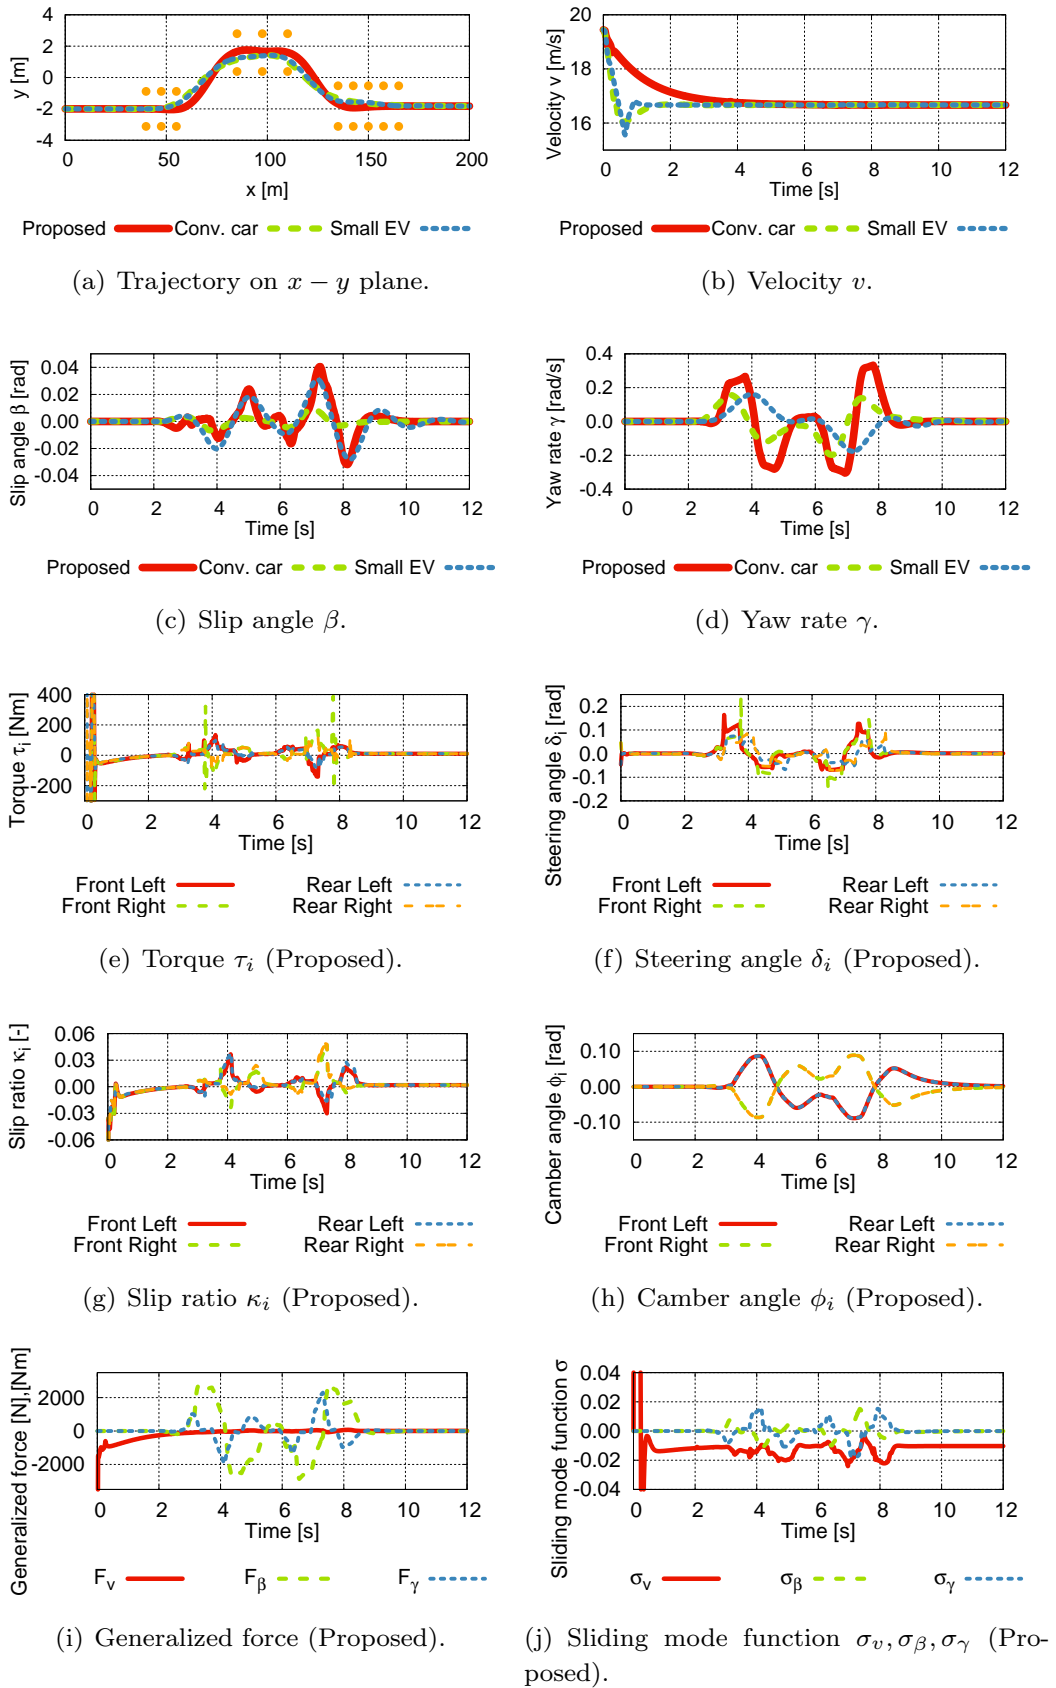 4
2
0
-2
-4
y [m]
0 50 100 150 200
x [m]
Proposed Conv. car Small EV
(a) Trajectory on x − y plane.
20
18
16
Velocity v [m/s]
0 2 4 6 8 10 12
Time [s]
Proposed Conv. car Small EV
(b) Velocity v.
0.04
0.02
0.00
-0.02
-0.04
Slip angle β [rad]
0 2 4 6 8 10 12
Time [s]
Proposed Conv. car Small EV
(c) Slip angle β.
0.4
0.2
0.0
-0.2
-0.4
Yaw rate γ [rad/s]
0 2 4 6 8 10 12
Time [s]
Proposed Conv. car Small EV
(d) Yaw rate γ.
400
200
0
-200
Torque τi [Nm]
0 2 4 6 8 10 12
Time [s]
Front Left Rear Left
Front Right Rear Right
(e) Torque τi (Proposed).
0.2
0.1
0.0
-0.1
-0.2
Steering angle δi [rad]
0 2 4 6 8 10 12
Time [s]
Front Left Rear Left
Front Right Rear Right
(f) Steering angle δi (Proposed).
0.06
0.03
0.00
-0.03
-0.06
Slip ratio κi [-]
0 2 4 6 8 10 12
Time [s]
Front Left Rear Left
Front Right Rear Right
(g) Slip ratio κi (Proposed).
0.10
0.00
-0.10
Camber angle ϕi [rad]
0 2 4 6 8 10 12
Time [s]
Front Left Rear Left
Front Right Rear Right
(h) Camber angle ϕi (Proposed).
2000
0
-2000
Generalized force [N],[Nm]
0 2 4 6 8 10 12
Time [s]
Fv Fβ Fγ
(i) Generalized force (Proposed).
0.04
0.02
0.00
-0.02
-0.04
Sliding mode function σ
0 2 4 6 8 10 12
Time [s]
σv σβ σγ
(j) Sliding mode function σv, σβ, σγ (Pro-
posed).